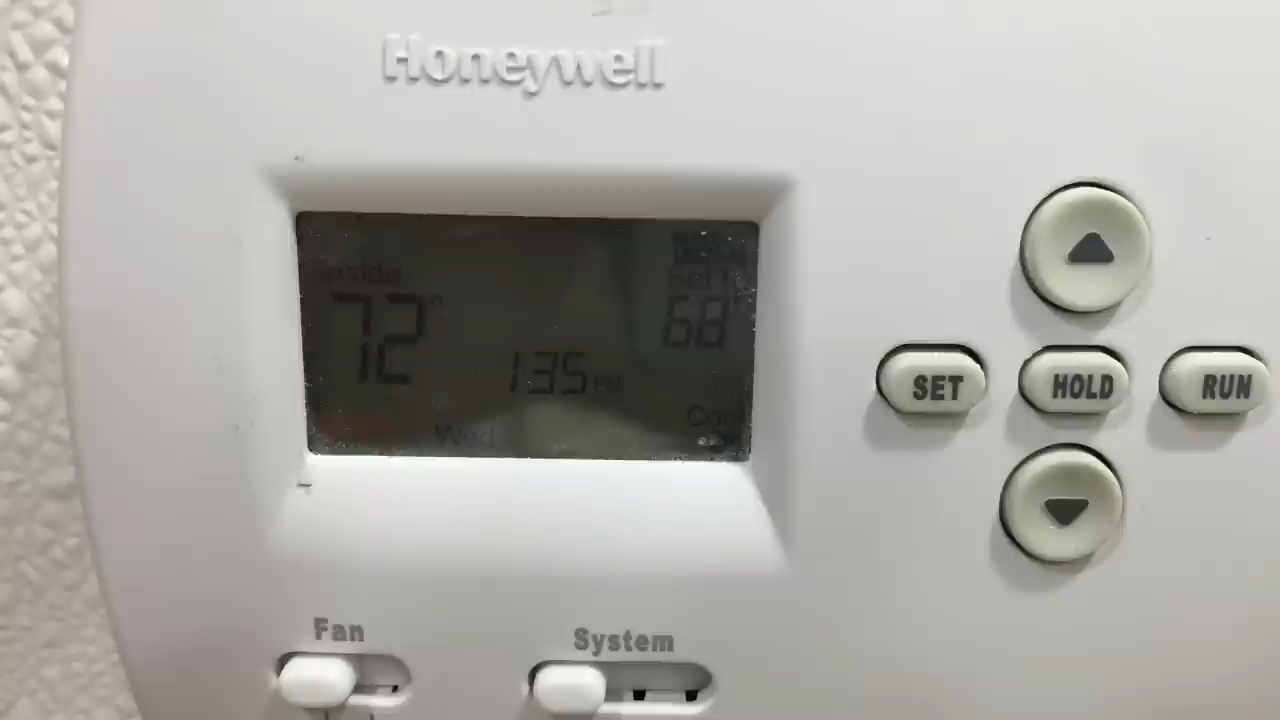 Honeywell
Inside
Set To
72°
68°
1:35 PM
Wed
Cool
SET
HOLD
RUN
Fan
System